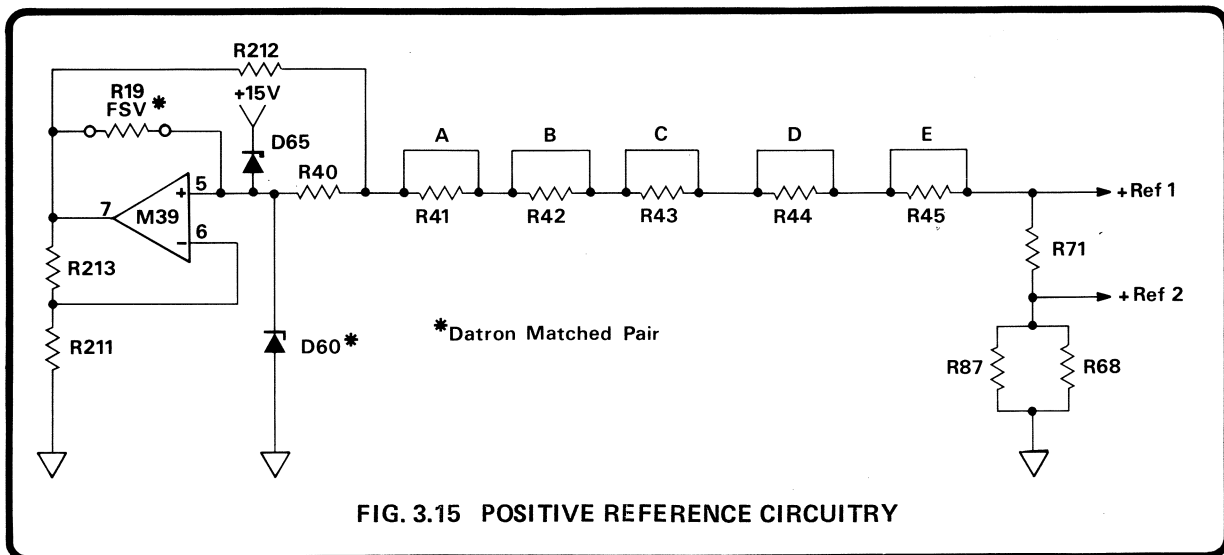 R212
R19
FSV *
+15V
D65
R40
A
B
C
D
E
+
5
7
M39
6
−
R41
R42
R43
R44
R45
+Ref 1
R71
R213
+Ref 2
R211
D60*
*Datron Matched Pair
R87
R68
FIG. 3.15 POSITIVE REFERENCE CIRCUITRY